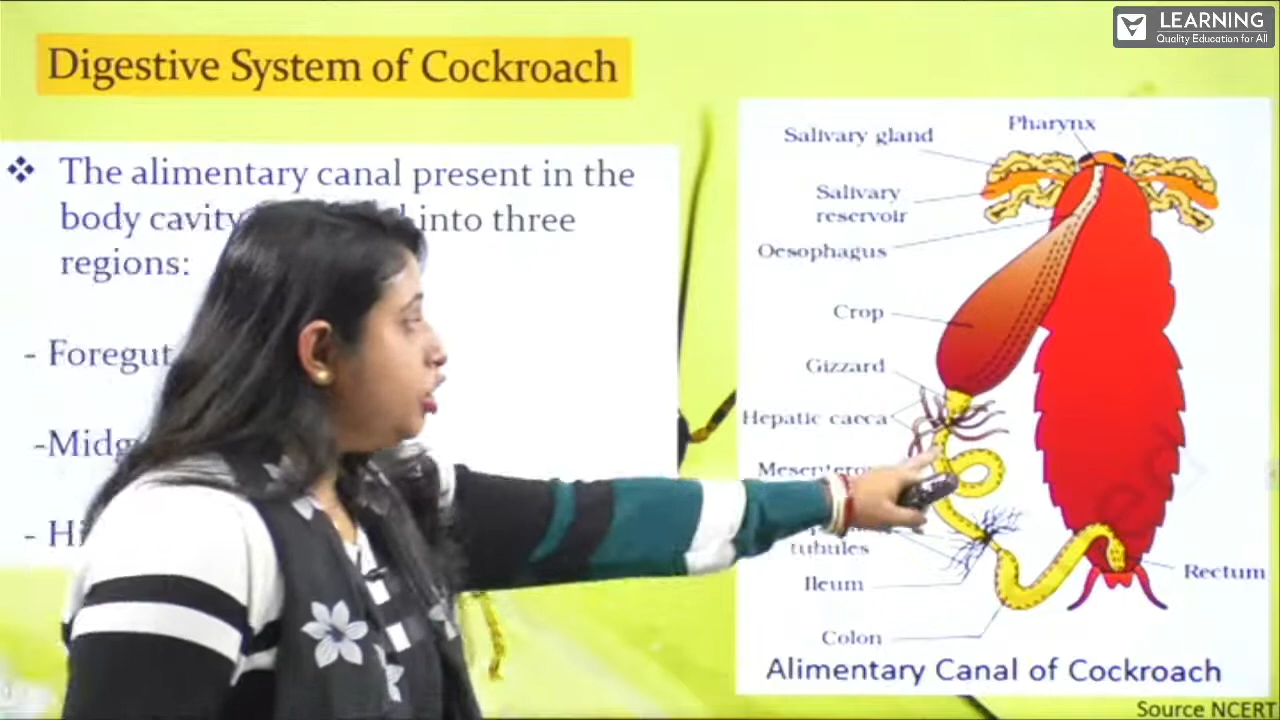 LEARNING
Quality Education for All
Digestive System of Cockroach
The alimentary canal present in the
body cavity into three
regions:
- Foregut
-Midg
- Hi
Pharynx
Salivary gland
Salivary
reservoir
Oesophagus
Crop
Gizzard
Hepatic caeca
Mesentero
tubules
Ileum
Rectum
Colon
Alimentary Canal of Cockroach
Source NCERT